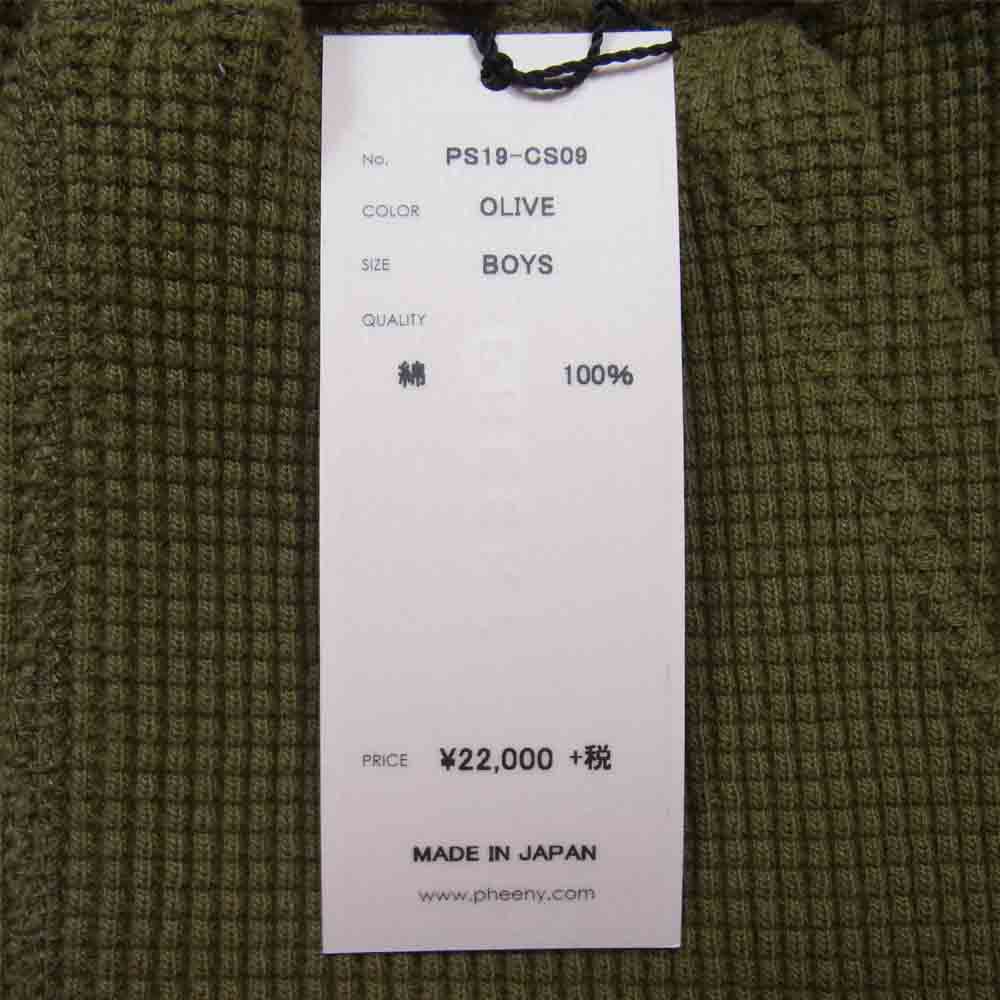 No. PS19-CS09
COLOR OLIVE
SIZE BOYS
QUALITY
綿 100%
PRICE ¥22,000 +税
MADE IN JAPAN
www.pheeny.com